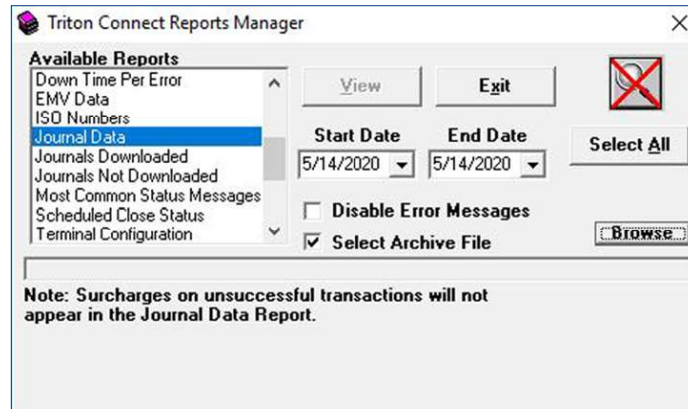 Triton Connect Reports Manager
Available Reports
Down Time Per Error
EMV Data
ISO Numbers
Journal Data
Journals Downloaded
Journals Not Downloaded
Most Common Status Messages
Scheduled Close Status
Terminal Configuration
View
Exit
Start Date
End Date
5/14/2020
5/14/2020
Select All
Disable Error Messages
Select Archive File
Browse
Note: Surcharges on unsuccessful transactions will not
appear in the Journal Data Report.